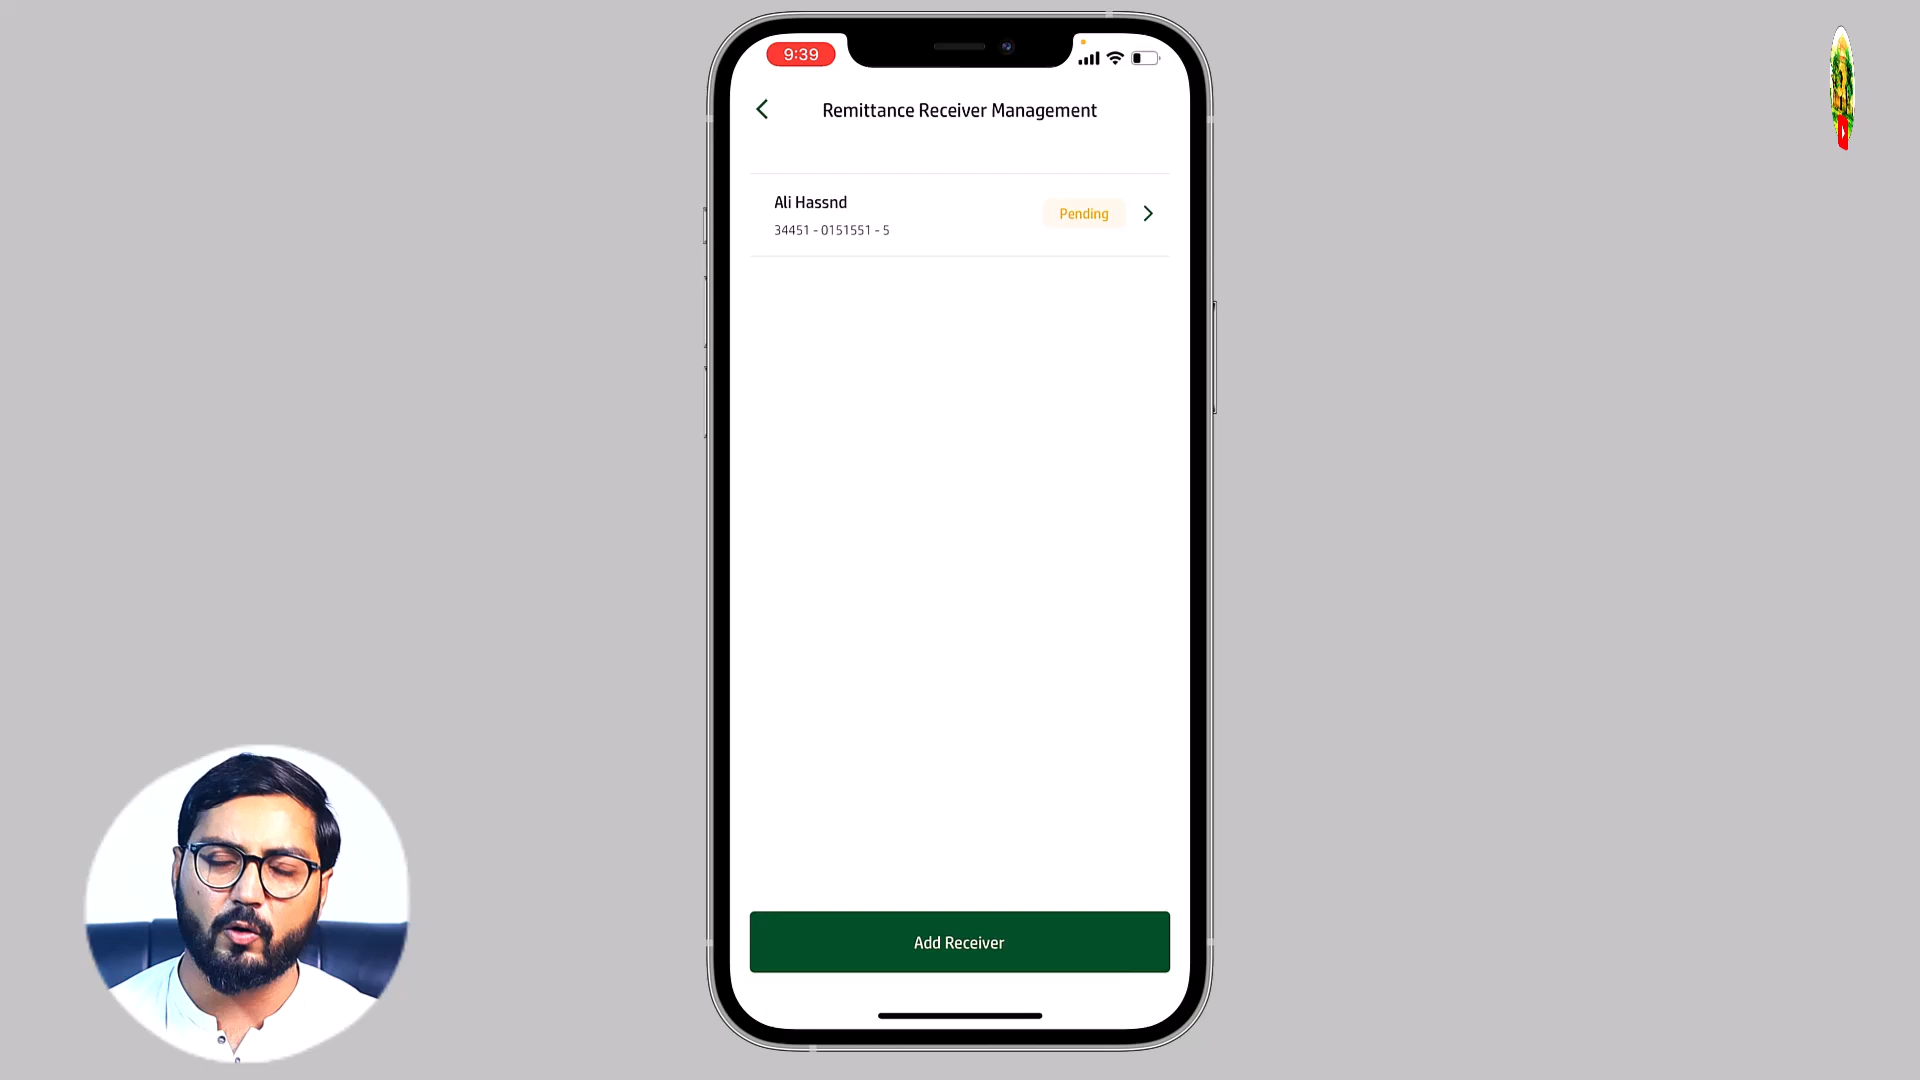 9:39
Remittance Receiver Management
Ali Hassnd
Pending
34451 - 0151551 - 5
Add Receiver